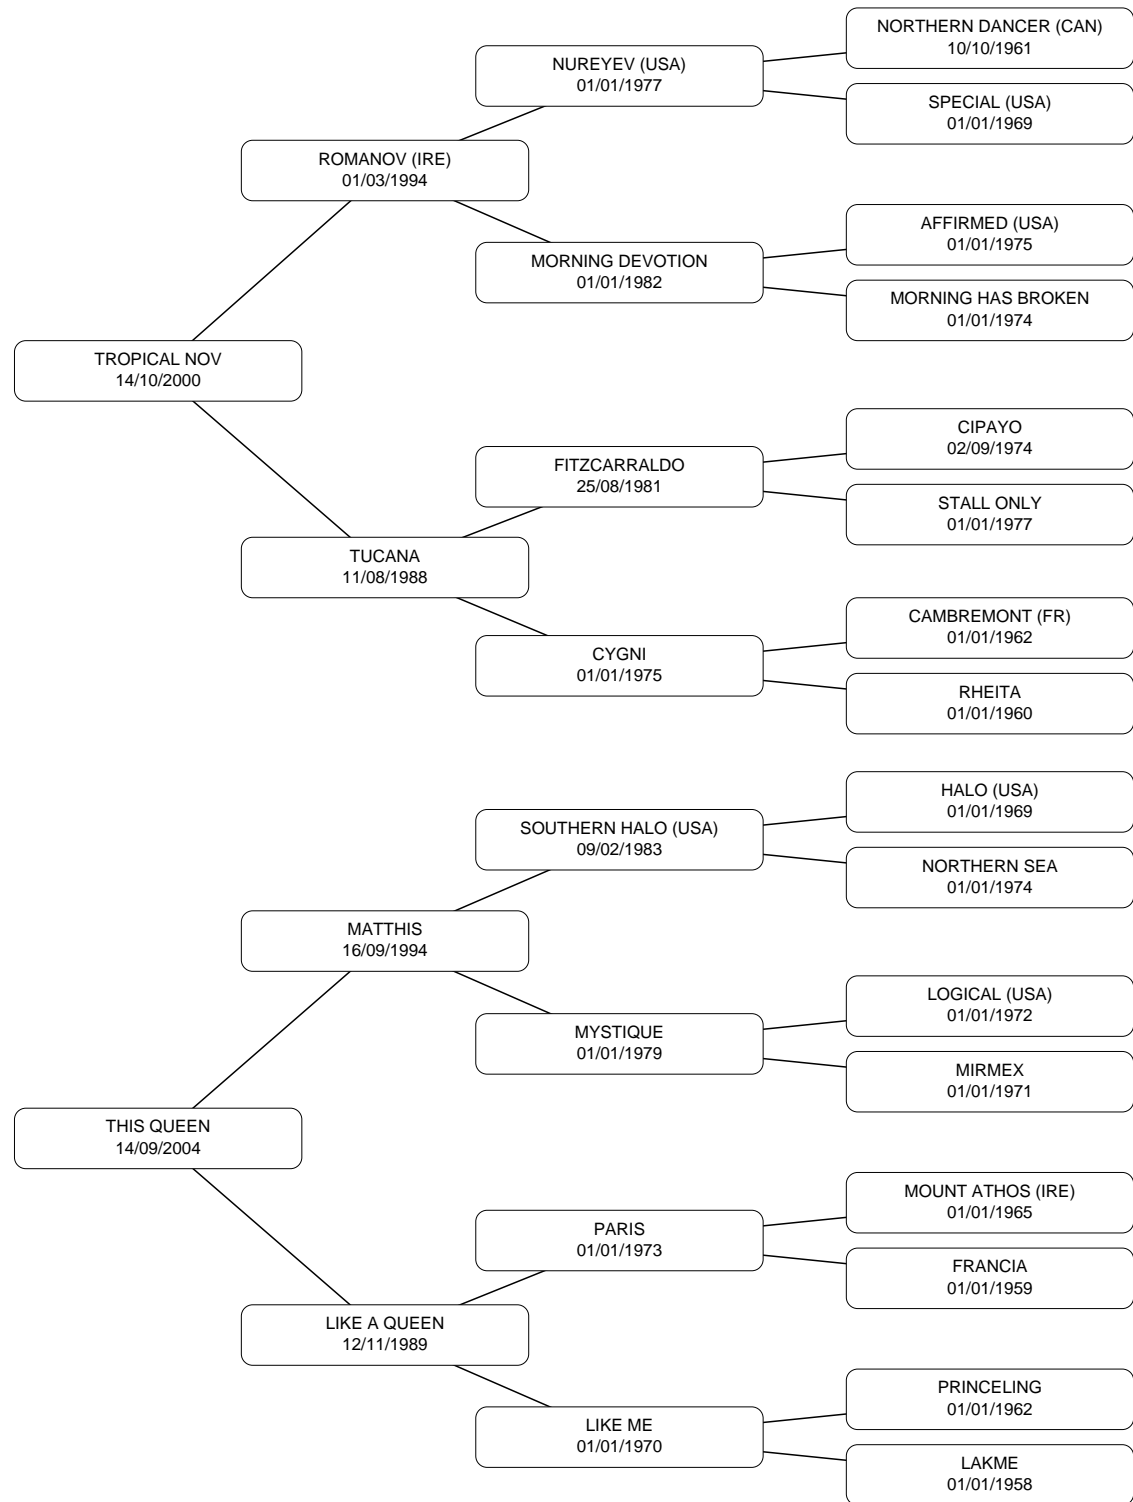 NORTHERN DANCER (CAN)
10/10/1961
NUREYEV (USA)
01/01/1977
SPECIAL (USA)
01/01/1969
ROMANOV (IRE)
01/03/1994
AFFIRMED (USA)
01/01/1975
MORNING DEVOTION
01/01/1982
MORNING HAS BROKEN
01/01/1974
TROPICAL NOV
14/10/2000
CIPAYO
02/09/1974
FITZCARRALDO
25/08/1981
STALL ONLY
01/01/1977
TUCANA
11/08/1988
CAMBREMONT (FR)
01/01/1962
CYGNI
01/01/1975
RHEITA
01/01/1960
HALO (USA)
01/01/1969
SOUTHERN HALO (USA)
09/02/1983
NORTHERN SEA
01/01/1974
MATTHIS
16/09/1994
LOGICAL (USA)
01/01/1972
MYSTIQUE
01/01/1979
MIRMEX
01/01/1971
THIS QUEEN
14/09/2004
MOUNT ATHOS (IRE)
01/01/1965
PARIS
01/01/1973
FRANCIA
01/01/1959
LIKE A QUEEN
12/11/1989
PRINCELING
01/01/1962
LIKE ME
01/01/1970
LAKME
01/01/1958